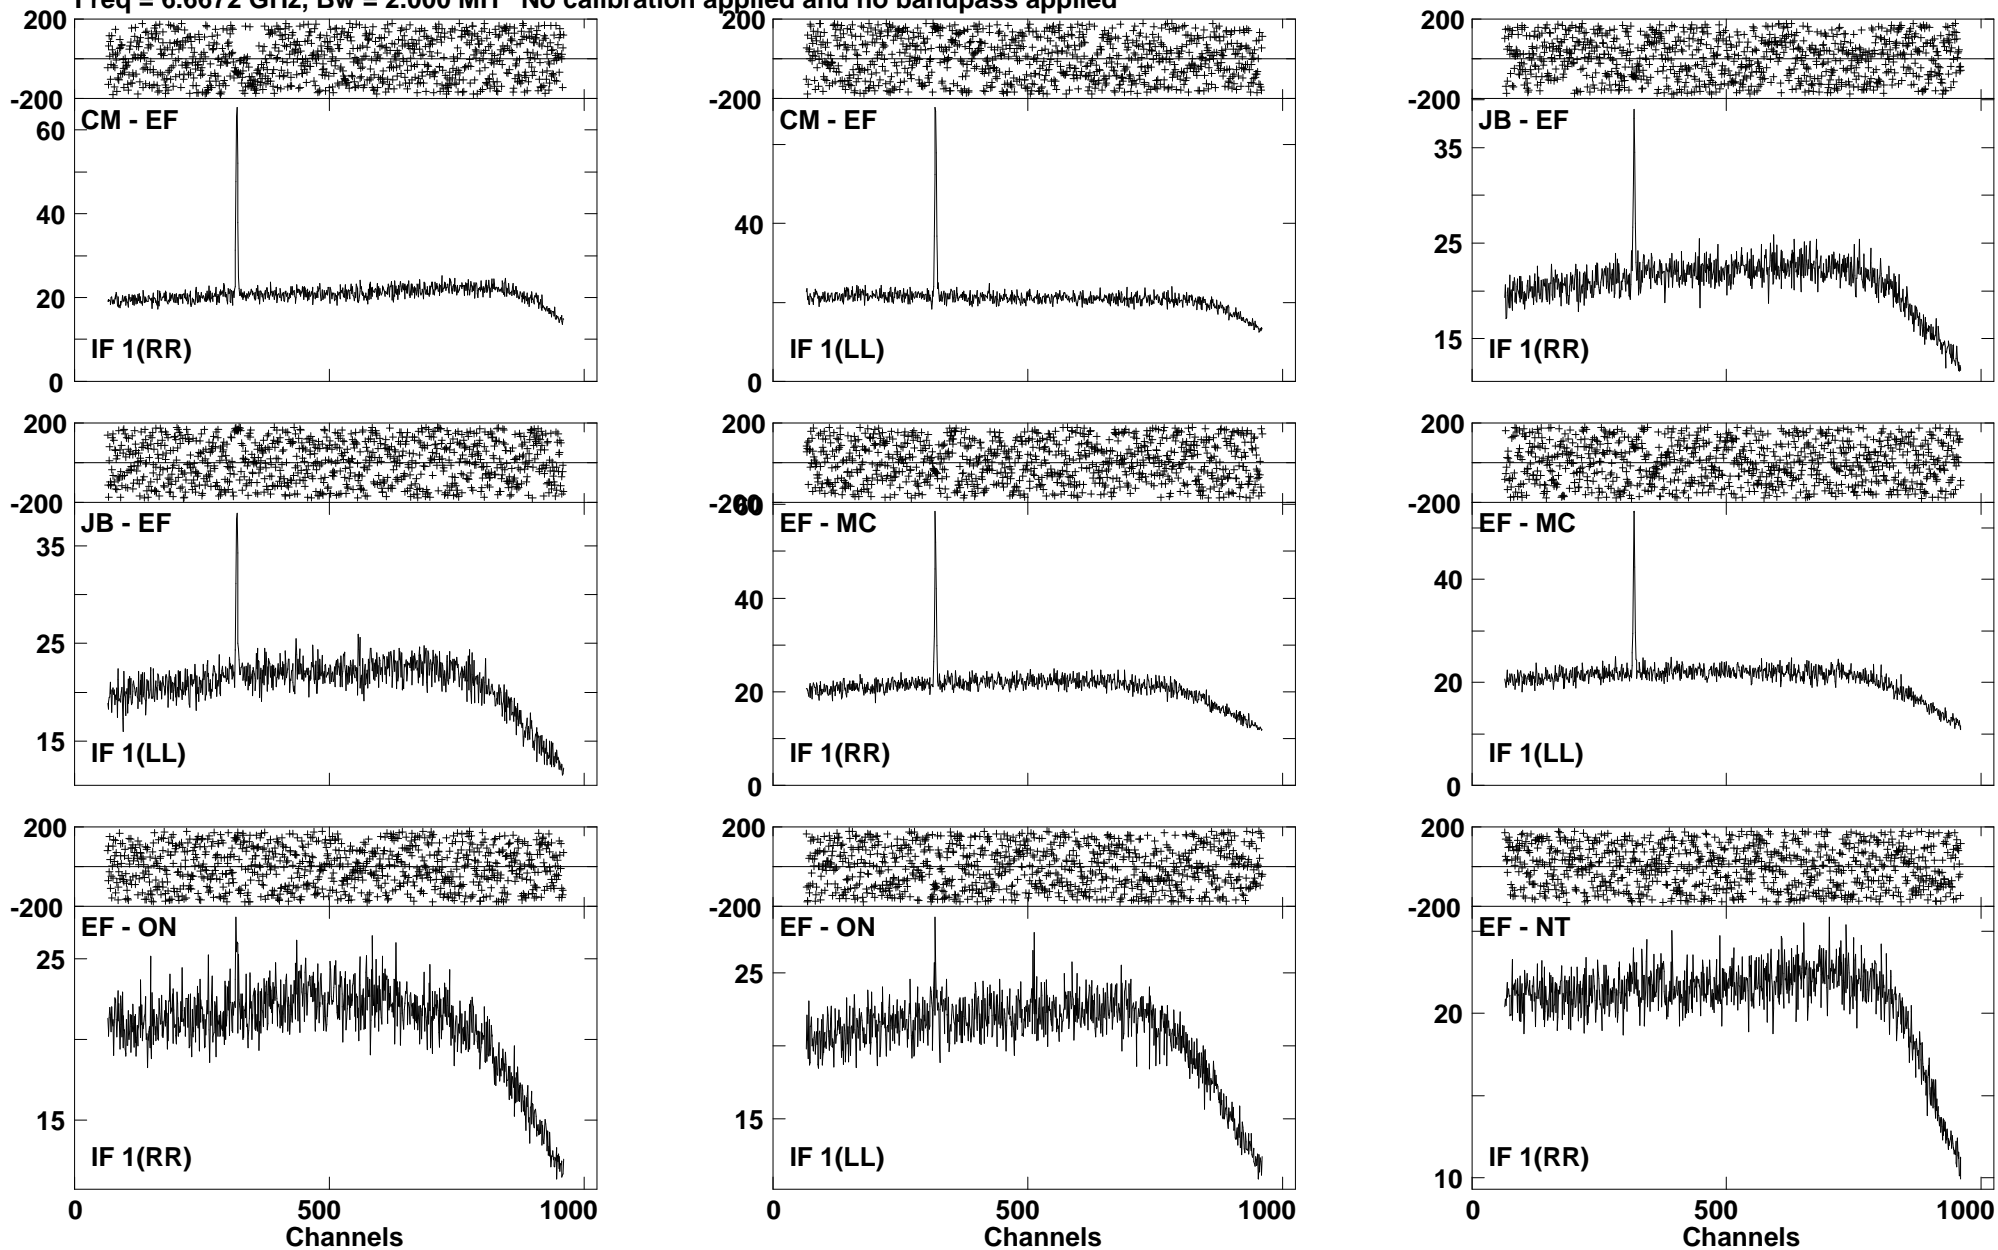 Freq = 6.6672 GHz, Bw = 2.000 MH No calibration applied and no bandpass applied
200 200 200
-200 -200 -200
CM - EF CM - EF JB - EF
60
35
40 40
25
20
15
IF 1(RR) IF 1(LL) IF 1(RR)
0 0
200 200 200
-200 -200 -200
60
JB - EF EF - MC EF - MC
35
40 40
25
20 20
15
IF 1(LL) IF 1(RR) IF 1(LL)
0 0
200 200 200
-200 -200 -200
EF - ON EF - ON EF - NT
25 25
20
15 15
IF 1(RR) IF 1(LL) IF 1(RR)
10
0 500 1000 0 500 1000 0 500 1000
Channels Channels Channels